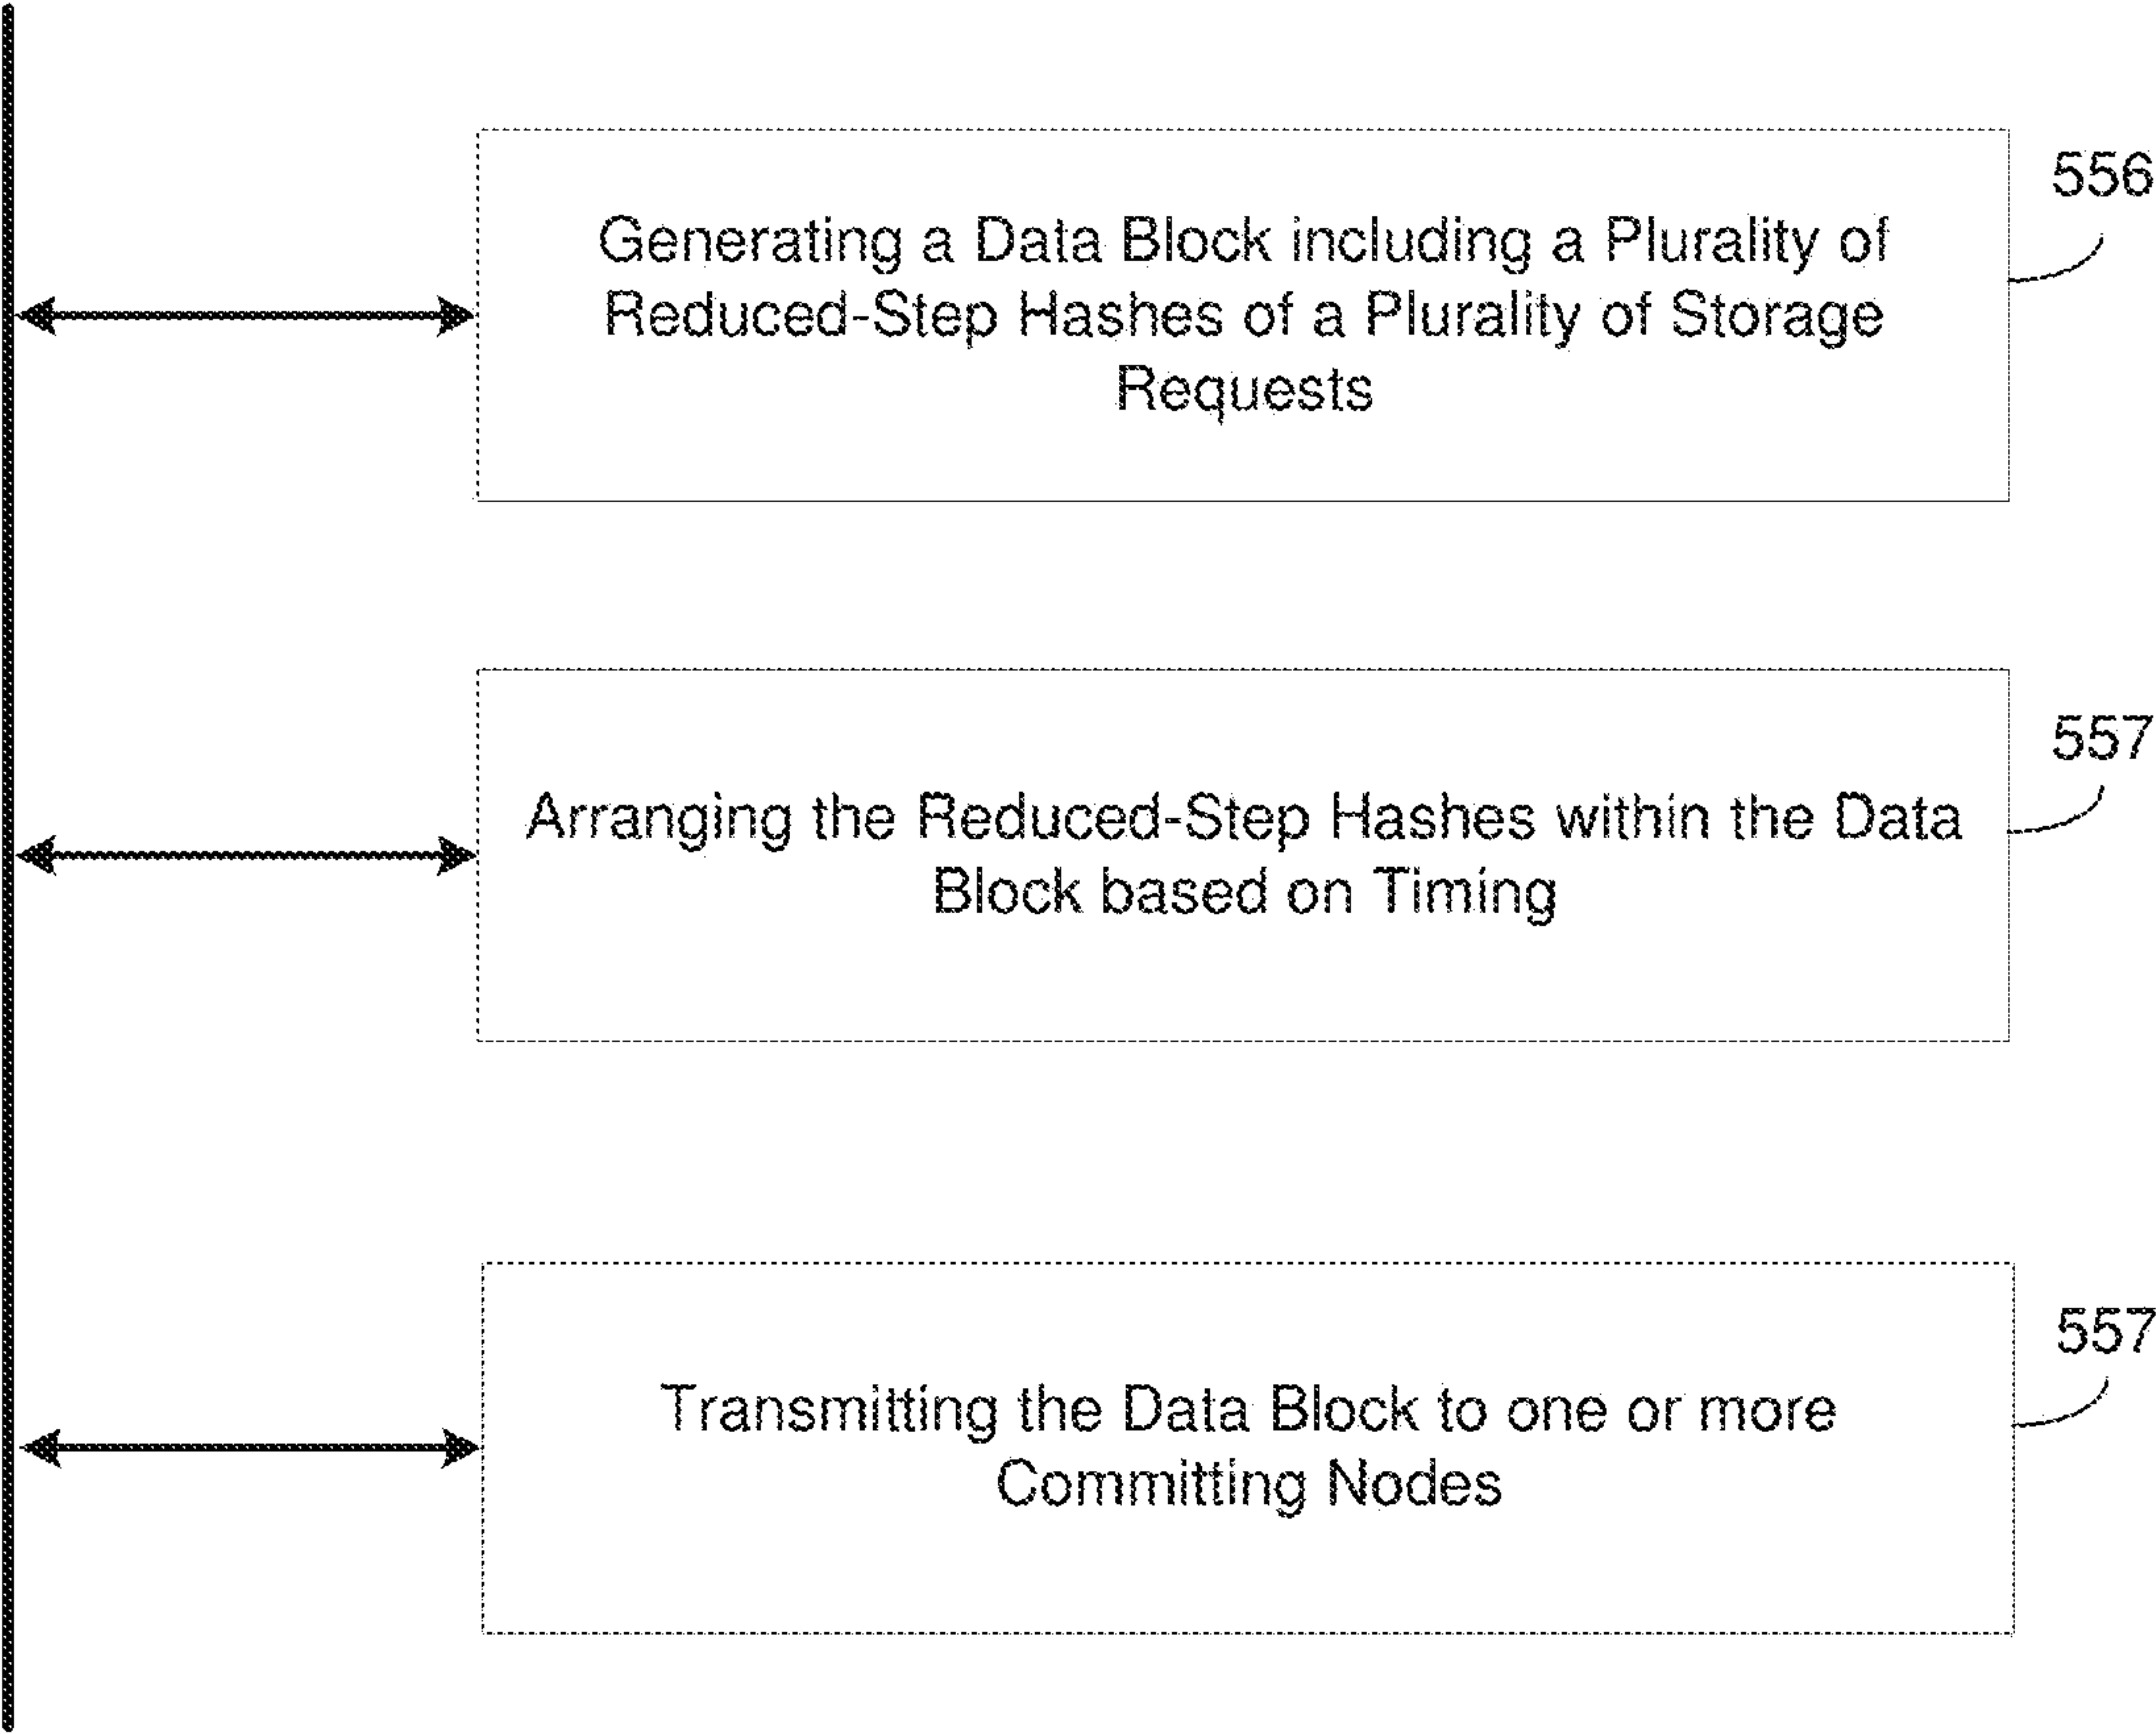 556
Generating a Data Block including a Plurality of
Reduced-Step Hashes of a Plurality of Storage
Requests
557
Arranging the Reduced-Step Hashes within the Data
Block based on Timing
557
Transmitting the Data Block to one or more
Committing Nodes